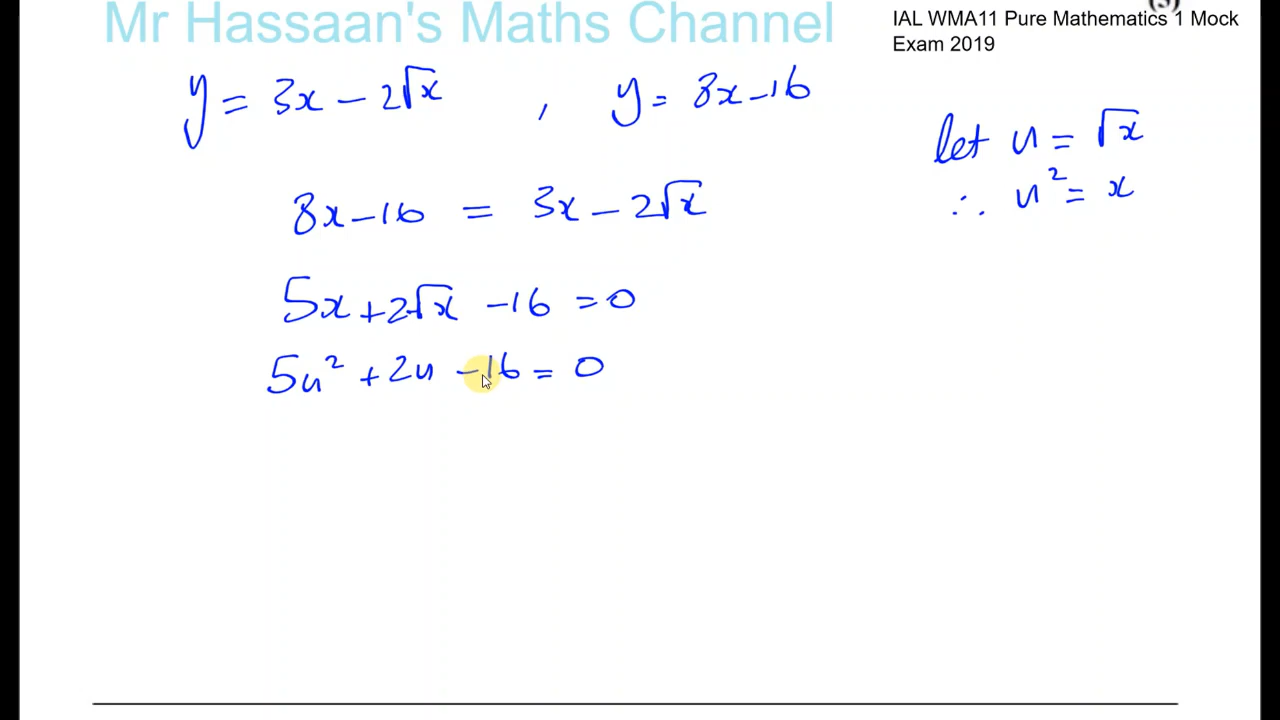 (5)
Mr Hassaan's Maths Channel
IAL WMA11 Pure Mathematics 1 Mock
Exam 2019
y = 3x - 2√x , y = 8x - 16
let u = √x
∴ u² = x
8x - 16 = 3x - 2√x
5x + 2√x - 16 = 0
5u² + 2u - 16 = 0